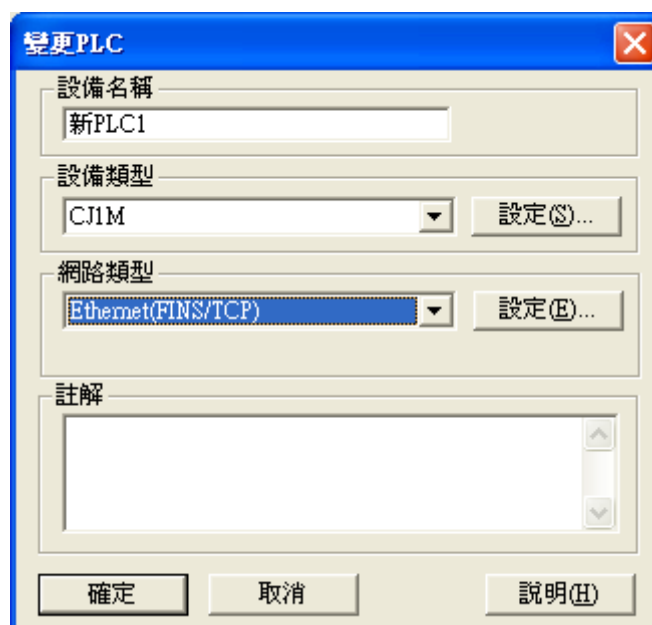 變更PLC
設備名稱
新PLC1
設備類型
CJ1M
設定(S)...
網路類型
Ethernet(FINS/TCP)
設定(E)...
註解
確定
取消
說明(H)